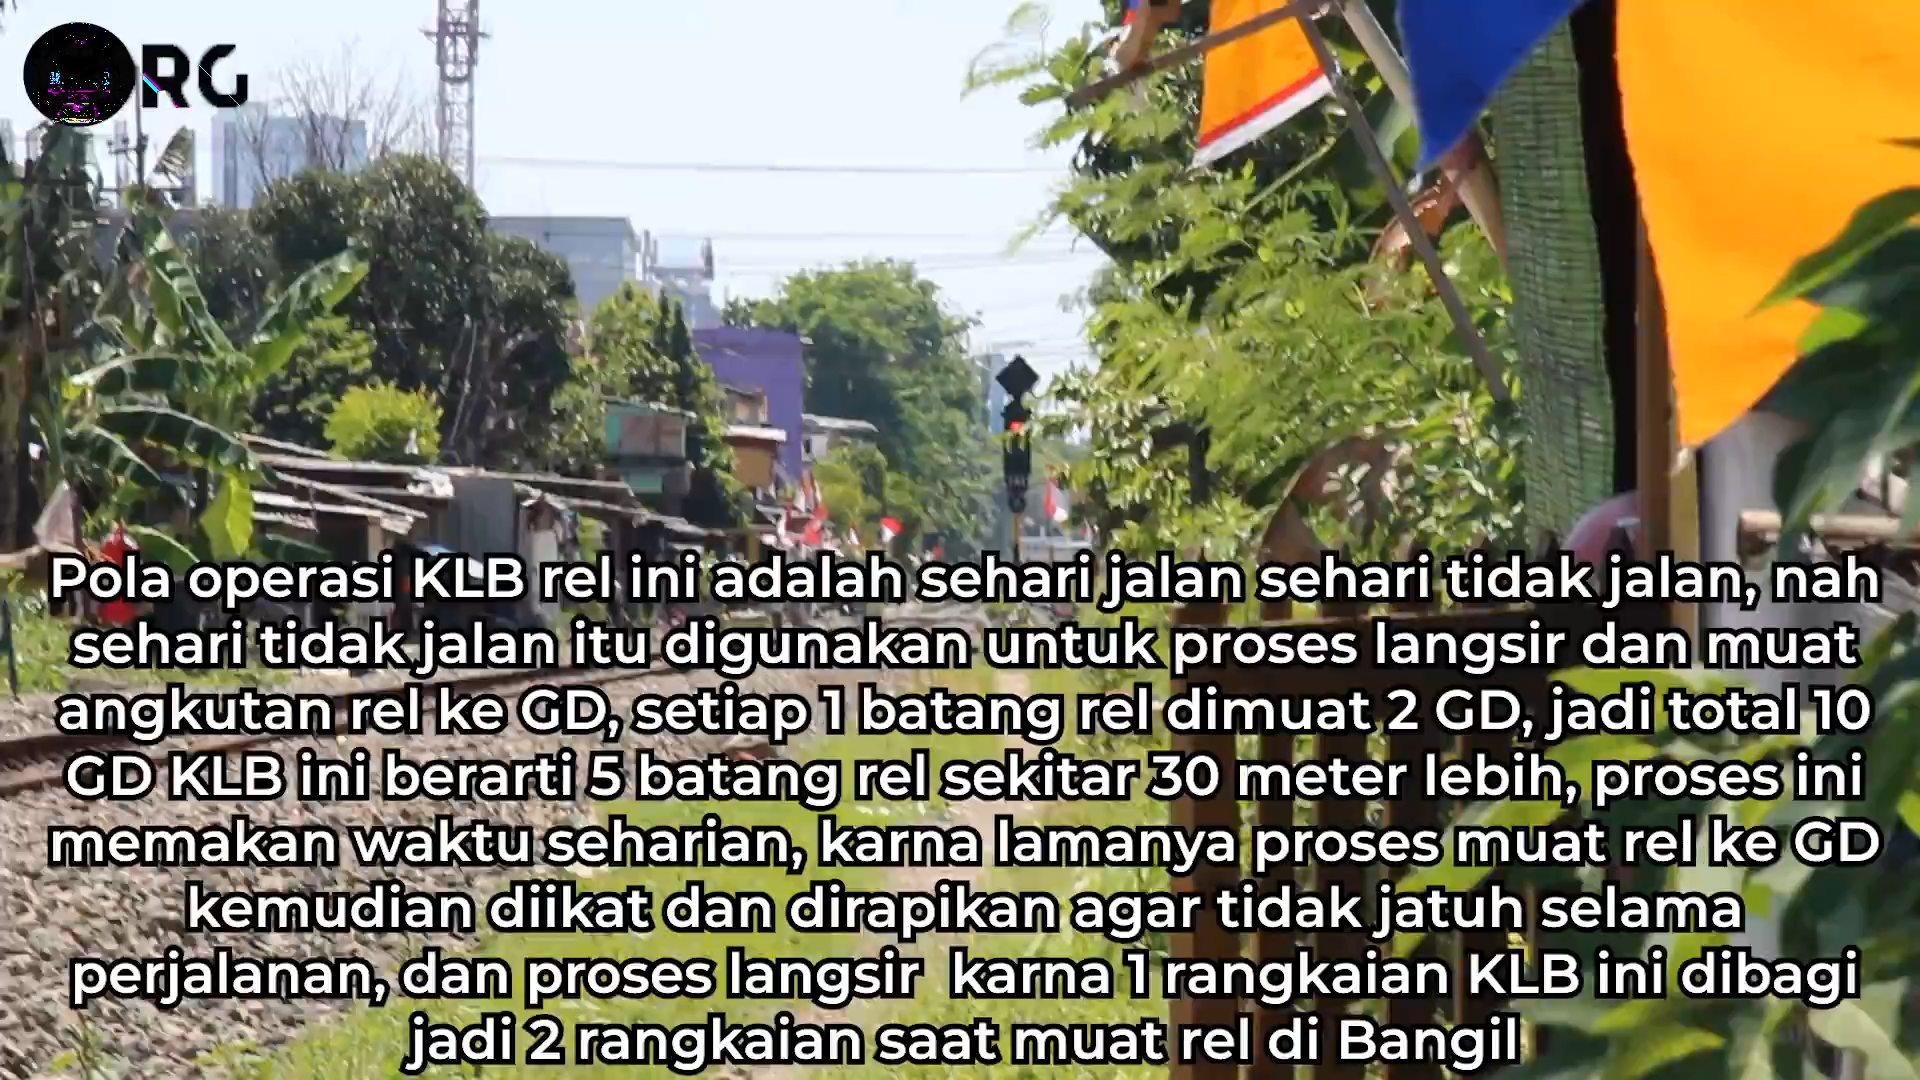 RG
Pola operasi KLB rel ini adalah sehari jalan sehari tidak jalan, nah
sehari tidak jalan itu digunakan untuk proses langsir dan muat
angkutan rel ke GD, setiap 1 batang rel dimuat 2 GD, jadi total 10
GD KLB ini berarti 5 batang rel sekitar 30 meter lebih, proses ini
memakan waktu seharian, karna lamanya proses muat rel ke GD
kemudian diikat dan dirapikan agar tidak jatuh selama
perjalanan, dan proses langsir  karna 1 rangkaian KLB ini dibagi
jadi 2 rangkaian saat muat rel di Bangil